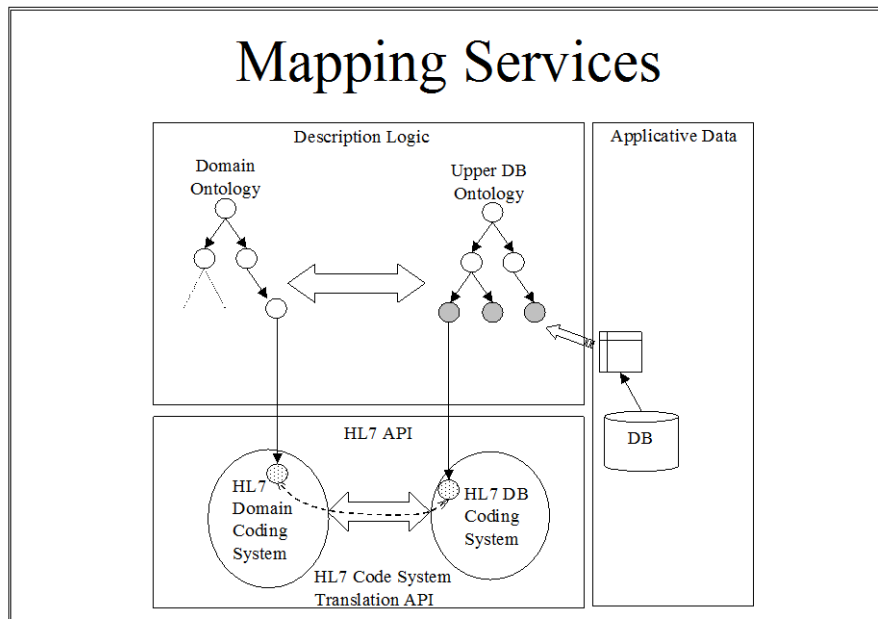 Mapping Services
Description Logic
Applicative Data
Domain
Ontology
Upper DB
Ontology
DB
HL7 API
HL7
Domain
Coding
System
HL7 DB
Coding
System
HL7 Code System
Translation API